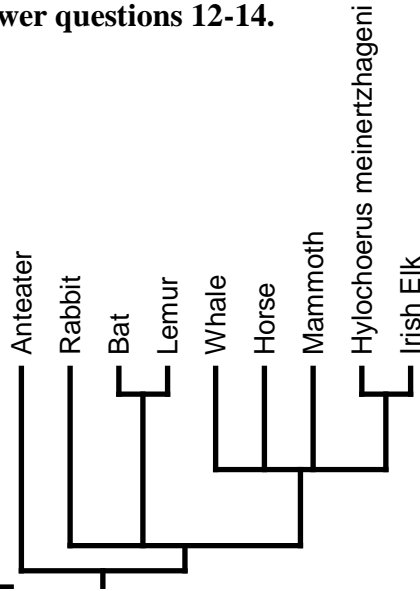 wer questions 12-14.
Anteater
Rabbit
Bat
Lemur
Whale
Horse
Mammoth
Hylochoerus meinertzhageni
Irish Elk